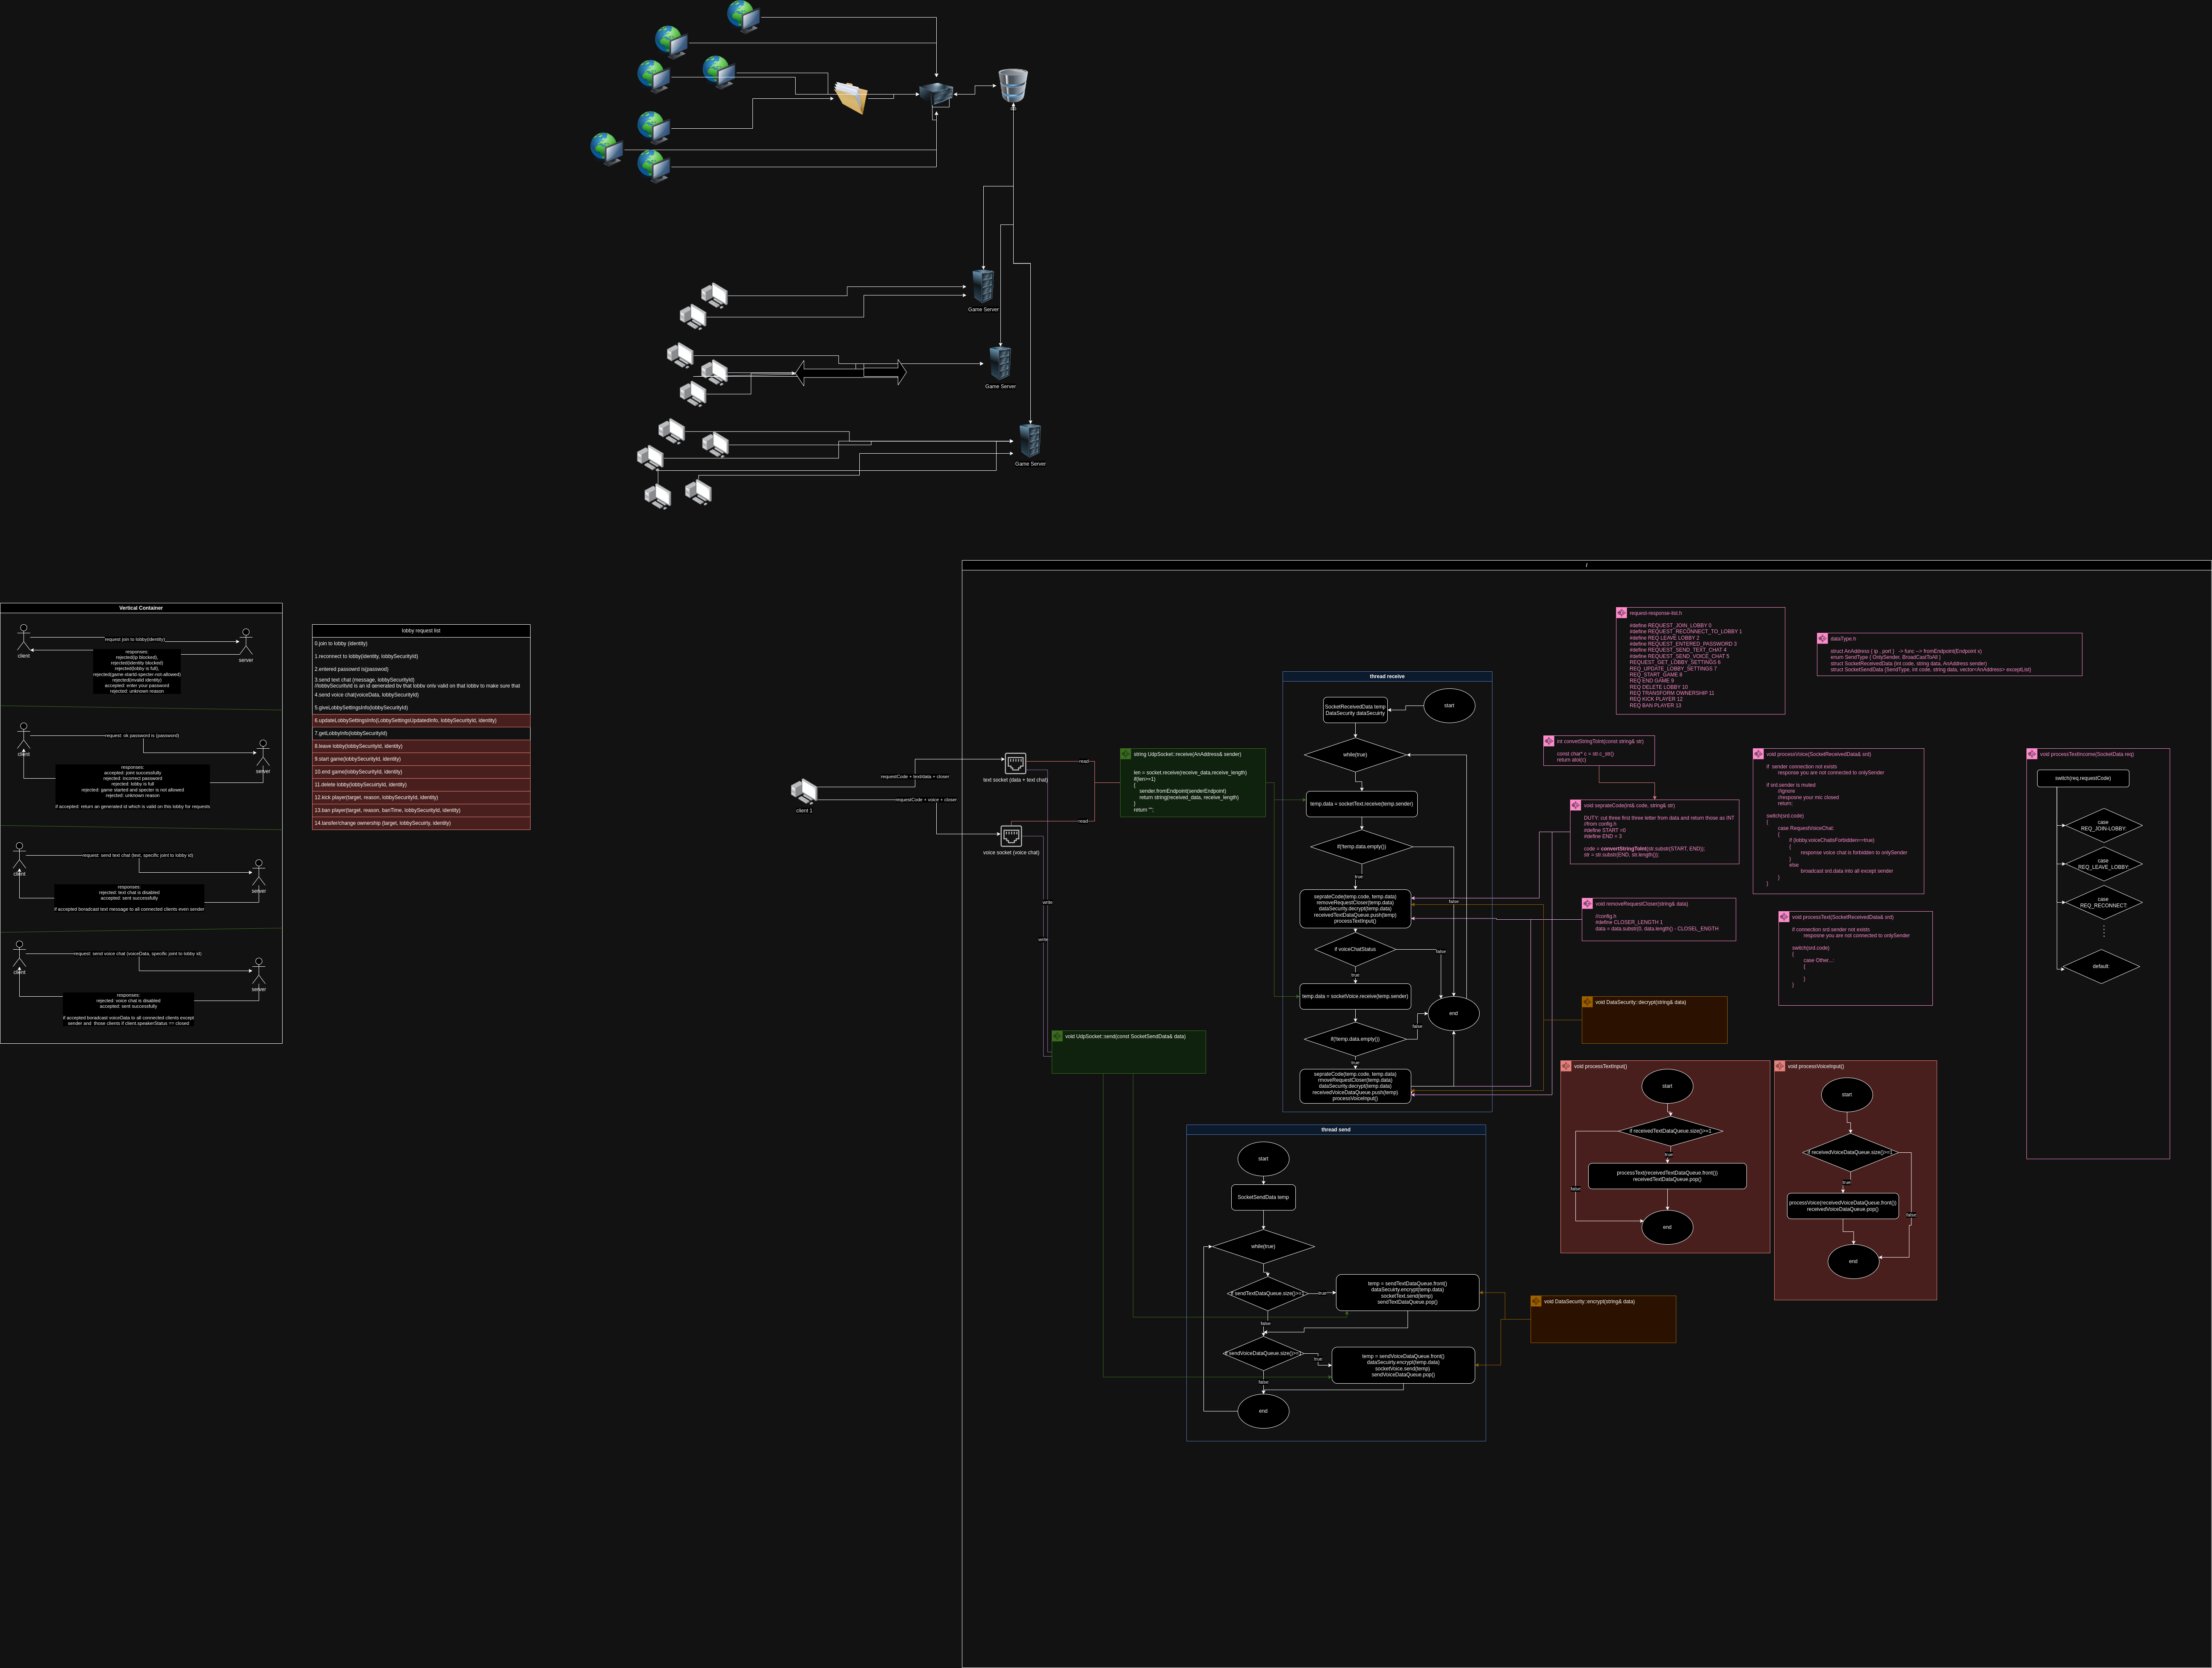 Game Server
Game Server
Game Server
/
Vertical Container
request join to lobby(identity)
client
server
responses:
rejected(ip blocked),
rejected(identity blocked)
rejected(lobby is full),
rejected(game-startd-specter-not-allowed)
rejected(invalid identity)
accepted: enter your password
rejected: unknown reason
request: ok password is (password)
client
server
responses:
accepted: joint successfully
rejected: incorrect password
rejected: lobby is full
rejected: game started and specter is not allowed
rejected: unknown reason
if accepted: return an generated id which is valid on this lobby for requests
request: send text chat (text, specific joint to lobby id)
client
server
responses:
rejected: text chat is disabled
accepted: sent successfully
if accepted boradcast text message to all connected clients even sender
request: send voice chat (voiceData, specific joint to lobby id)
client
server
responses:
rejected: voice chat is disabled
accepted: sent successfully
if accepted boradcast voiceData to all connected clients except
sender and those clients if client.speakerStatus == closed
lobby request list
0.join to lobby (identity)
1.reconnect to lobby(identity, lobbySecurityId)
2.entered passowrd is(passwod)
3.send text chat (message, lobbySecurityId)
//lobbySecurityId is an id generated by that lobby only valid on that lobby to make sure that
4.send voice chat(voiceData, lobbySecurityId)
5.giveLobbySettingsInfo(lobbySecurityId)
6.updateLobbySettingsInfo(LobbySettingsUpdatedInfo, lobbySecurityId, identity)
7.getLobbyInfo(lobbySecurityId)
8.leave lobby(lobbySecurityId, identity)
9.start game(lobbySecurityId, identity)
10.end game(lobbySecurityId, identity)
11.delete lobby(lobbySecurityId, identity)
12.kick player(target, reason, lobbySecurityId, identity)
13.ban player(target, reason, banTime, lobbySecurityId, identity)
14.tansfer/change ownership (target, lobbySecuirty, identity)
client 1
requestCode + text/data + closer
requestCode + voice + closer
text socket (data + text chat)
voice socket (voice chat)
read
read
write
write
string UdpSocket::receive(AnAddress& sender)
len = socket.receive(receive_data,receive_length)
if(len>=1)
{
sender.fromEndpoint(senderEndpoint)
return string(received_data, receive_length)
}
return "";
void UdpSocket::send(const SocketSendData& data)
thread receive
start
SocketReceivedData temp
DataSecurity dataSecuirty
while(true)
temp.data = socketText.receive(temp.sender)
if(!temp.data.empty())
true
false
seprateCode(temp.code, temp.data)
removeRequestCloser(temp.data)
dataSecurity.decrypt(temp.data)
receivedTextDataQueue.push(temp)
processTextInput()
if voiceChatStatus
false
true
temp.data = socketVoice.receive(temp.sender)
end
if(!temp.data.empty())
false
true
seprateCode(temp.code, temp.data)
rmoveRequestCloser(temp.data)
dataSecurity.decrypt(temp.data)
receivedVoiceDataQueue.push(temp)
processVoiceInput()
thread send
start
SocketSendData temp
while(true)
if sendTextDataQueue.size()>=1
true
false
temp = sendTextDataQueue.front()
dataSecuirty.encrypt(temp.data)
socketText.send(temp)
sendTextDataQueue.pop()
if sendVoiceDataQueue.size()>=1
true
false
temp = sendVoiceDataQueue.front()
dataSecuirty.encrypt(temp.data)
socketVoice.send(temp)
sendVoiceDataQueue.pop()
end
request-response-list.h
#define REQUEST_JOIN_LOBBY 0
#define REQUEST_RECONNECT_TO_LOBBY 1
#define REQ LEAVE LOBBY 2
#define REQUEST_ENTERED_PASSWORD 3
#define REQUEST_SEND_TEXT_CHAT 4
#define REQUEST_SEND_VOICE_CHAT 5
REQUEST_GET_LOBBY_SETTINGS 6
REQ_UPDATE_LOBBY_SETTINGS 7
REQ_START_GAME 8
REQ END GAME 9
REQ DELETE LOBBY 10
REQ TRANSFORM OWNERSHIP 11
REQ KICK PLAYER 12
REQ BAN PLAYER 13
dataType.h
struct AnAddress { ip , port } -> func --> fromEndpoint(Endpoint x)
enum SendType { OnlySender, BroadCastToAll }
struct SocketReceivedData {int code, string data, AnAddress sender}
struct SocketSendData {SendType, int code, string data, vector<AnAddress> exceptList}
int convetStringToInt(const string& str)
const char* c = str.c_str()
return atoi(c)
void seprateCode(int& code, string& str)
DUTY: cut three first three letter from data and return those as INT
//from config.h
#define START =0
#define END = 3
code = convertStringToInt(str.substr(START, END));
str = str.substr(END, str.length());
void removeRequestCloser(string& data)
//config.h
#define CLOSER_LENGTH 1
data = data.substr(0, data.length() - CLOSEL_ENGTH
void DataSecurity::decrypt(string& data)
void DataSecurity::encrypt(string& data)
void processVoice(SocketReceivedData& srd)
if sender connection not exists
response you are not connected to onlySender
if srd.sender is muted
//ignore
//resposne your mic closed
return;
switch(srd.code)
{
case RequestVoiceChat:
{
if (lobby.voiceChatIsForbidden==true)
{
response voice chat is forbidden to onlySender
}
else
broadcast srd.data into all except sender
}
}
void processText(SocketReceivedData& srd)
if connection srd.sender not exists
resposne you are not connected to onlySender
switch(srd.code)
{
case Other...:
{
}
}
void processTextInput()
start
if receivedTextDataQueue.size()>=1
true
false
processText(receivedTextDataQueue.front())
receivedTextDataQueue.pop()
end
void processVoiceInput()
start
if receivedVoiceDataQueue.size()>=1
true
false
processVoice(receivedVoiceDataQueue.front())
receivedVoiceDataQueue.pop()
end
void processTextIncome(SocketData req)
switch(req.requestCode)
case
REQ_JOIN-LOBBY:
case
REQ_LEAVE_LOBBY:
case
REQ_RECONNECT:
default: